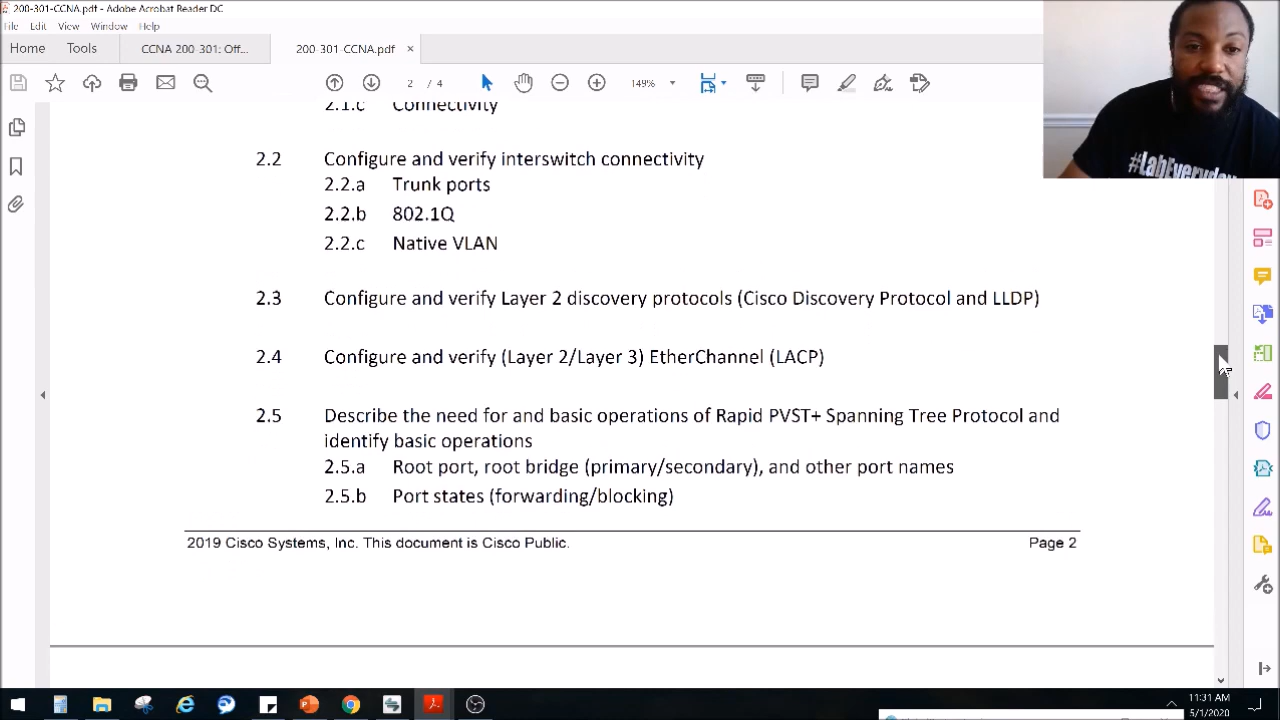 200-301-CCNA.pdf - Adobe Acrobat Reader DC
File Edit View Window Help
Home Tools CCNA 200-301: Off... 200-301-CCNA.pdf ×
2 / 4 149%
2.1.c Connectivity
2.2 Configure and verify interswitch connectivity
2.2.a Trunk ports
2.2.b 802.1Q
2.2.c Native VLAN
2.3 Configure and verify Layer 2 discovery protocols (Cisco Discovery Protocol and LLDP)
2.4 Configure and verify (Layer 2/Layer 3) EtherChannel (LACP)
2.5 Describe the need for and basic operations of Rapid PVST+ Spanning Tree Protocol and
identify basic operations
2.5.a Root port, root bridge (primary/secondary), and other port names
2.5.b Port states (forwarding/blocking)
2019 Cisco Systems, Inc. This document is Cisco Public. Page 2
#LabEveryday
11:31 AM
5/1/2020